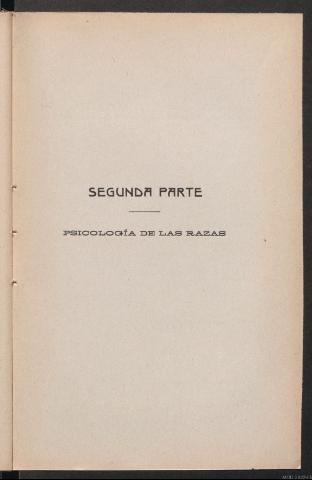 SEGUNDA PARTE
PSICOLOGÍA DE LAS RAZAS